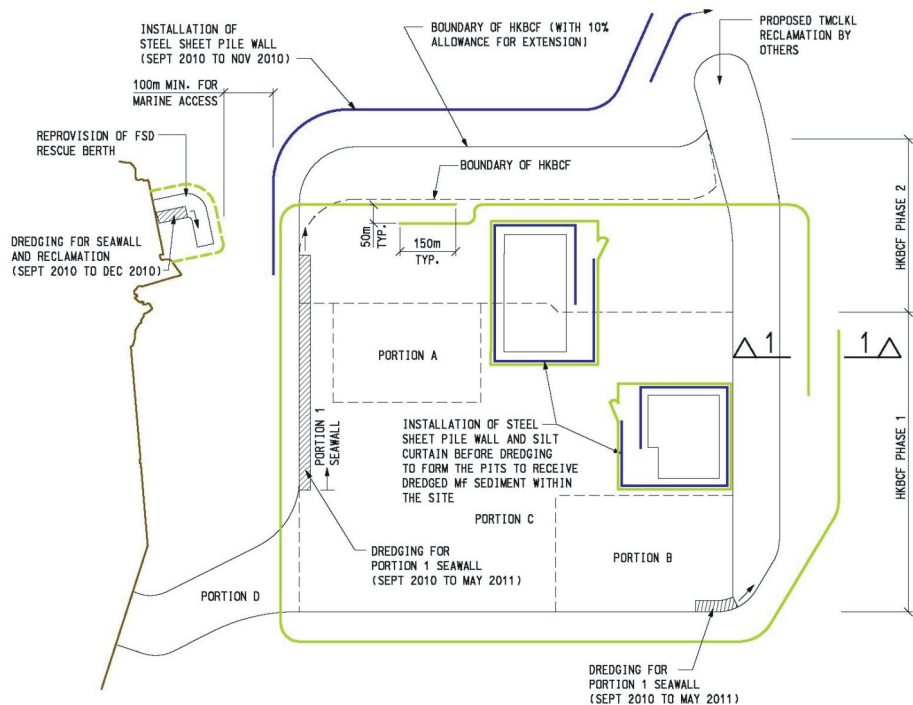 INSTALLATION OF
STEEL SHEET PILE WALL
(SEPT 2010 TO NOV 2010)
BOUNDARY OF HKBCF (WITH 10%
ALLOWANCE FOR EXTENSION)
PROPOSED TMCLKL
RECLAMATION BY
OTHERS
100m MIN. FOR
MARINE ACCESS
REPROVISION OF FSD
RESCUE BERTH
BOUNDARY OF HKBCF
DREDGING FOR SEAWALL
AND RECLAMATION
(SEPT 2010 TO DEC 2010)
50m
TYP.
150m
TYP.
HKBCF PHASE 2
PORTION A
1
1
INSTALLATION OF STEEL
SHEET PILE WALL AND SILT
CURTAIN BEFORE DREDGING
TO FORM THE PITS TO RECEIVE
DREDGED Mf SEDIMENT WITHIN
THE SITE
PORTION 1
SEAWALL
HKBCF PHASE 1
PORTION C
PORTION B
DREDGING FOR
PORTION 1 SEAWALL
(SEPT 2010 TO MAY 2011)
PORTION D
DREDGING FOR
PORTION 1 SEAWALL
(SEPT 2010 TO MAY 2011)